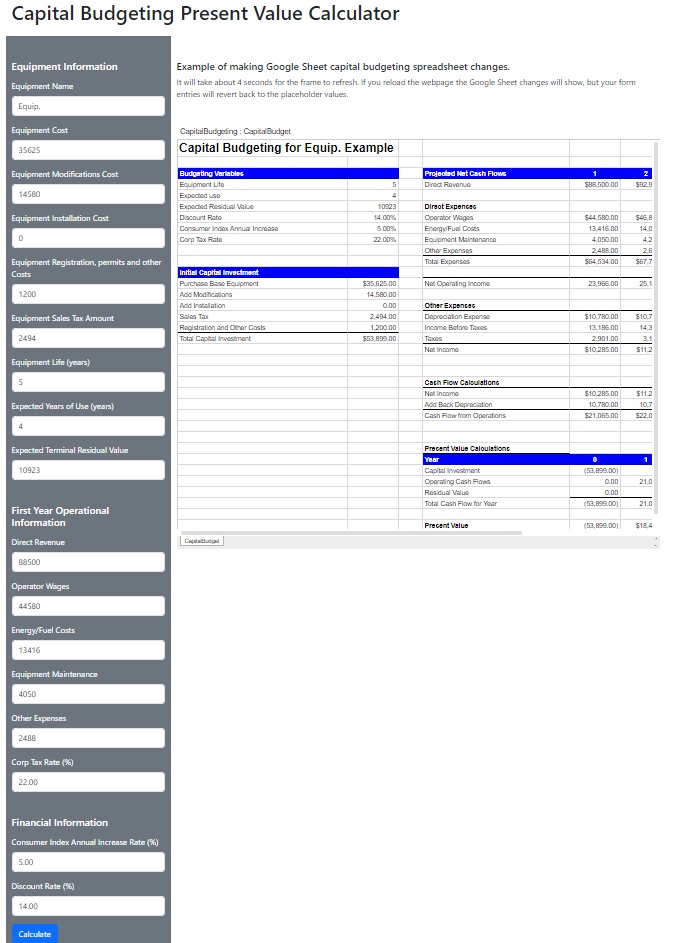 Capital Budgeting Present Value Calculator
Equipment Information
Equipment Name
Equip.
Equipment Cost
35625
Equipment Modifications Cost
14580
Equipment Installation Cost
0
Equipment Registration, permits and other
Costs
1200
Equipment Sales Tax Amount
2494
Equipment Life (years)
5
Expected Years of Use (years)
4
Expected Terminal Residual Value
10923
First Year Operational
Information
Direct Revenue
88500
Operator Wages
44580
Energy/Fuel Costs
13416
Equipment Maintenance
4050
Other Expenses
2488
Corp Tax Rate (%)
22.00
Financial Information
Consumer Index Annual Increase Rate (%)
5.00
Discount Rate (%)
14.00
Calculate
Example of making Google Sheet capital budgeting spreadsheet changes.
It will take about 4 seconds for the frame to refresh. If you reload the webpage the Google Sheet changes will show, but your form
entries will revert back to the placeholder values.
CapitalBudgeting : CapitalBudget
Capital Budgeting for Equip. Example
Budgeting Variables
Equipment Life 5
Expected use 4
Expected Residual Value 10923
Discount Rate 14.00%
Consumer Index Annual Increase 5.00%
Corp Tax Rate 22.00%
Initial Capital Investment
Purchase Base Equipment $35,625.00
Add Modifications 14,580.00
Add Installation 0.00
Sales Tax 2,494.00
Registration and Other Costs 1,200.00
Total Capital Investment $53,899.00
Projected Net Cash Flows 1 2
Direct Revenue $88,500.00 $92,9
Direct Expenses
Operator Wages $44,580.00 $46,8
Energy/Fuel Costs 13,416.00 14,0
Equipment Maintenance 4,050.00 4,2
Other Expenses 2,488.00 2,6
Total Expenses $64,534.00 $67,7
Net Operating Income 23,966.00 25,1
Other Expenses
Depreciation Expense $10,780.00 $10,7
Income Before Taxes 13,186.00 14,3
Taxes 2,901.00 3,1
Net Income $10,285.00 $11,2
Cash Flow Calculations
Net Income $10,285.00 $11,2
Add Back Depreciation 10,780.00 10,7
Cash Flow from Operations $21,065.00 $22,0
Present Value Calculations
Year 0 1
Capital Investment (53,899.00)
Operating Cash Flows 0.00 21,0
Residual Value 0.00
Total Cash Flow for Year (53,899.00) 21,0
Present Value (53,899.00) $18,4
CapitalBudget